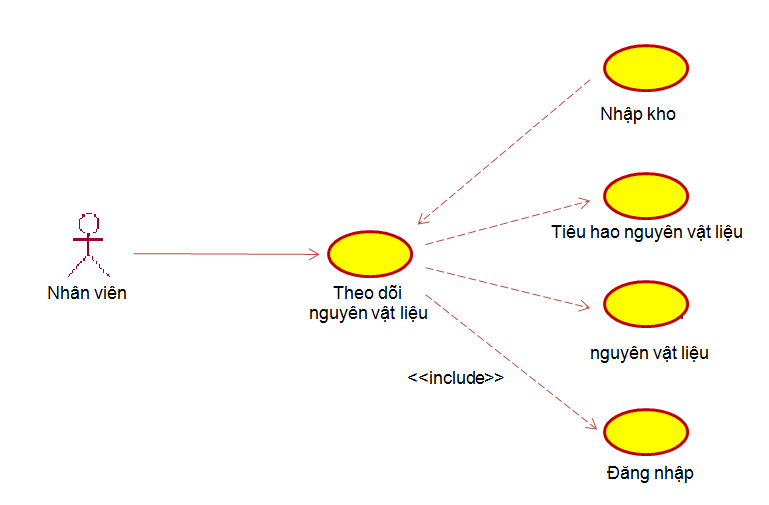 Nhập kho
Tiêu hao nguyên vật liệu
Nhân viên
Theo dõi
nguyên vật liệu
nguyên vật liệu
<<include>>
Đăng nhập